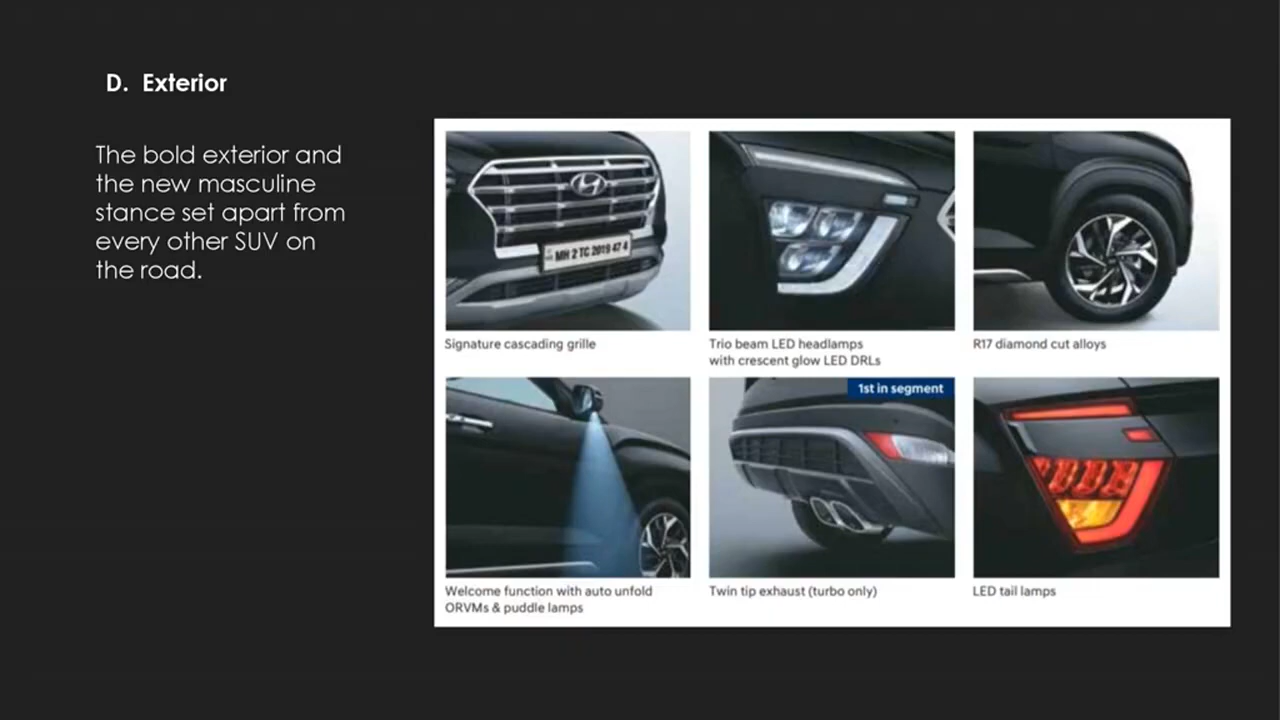 D. Exterior
The bold exterior and
the new masculine
stance set apart from
every other SUV on
the road.
MH 2 TC 2019 47 4
Signature cascading grille
Trio beam LED headlamps
with crescent glow LED DRLs
R17 diamond cut alloys
1st in segment
Welcome function with auto unfold
ORVMs & puddle lamps
Twin tip exhaust (turbo only)
LED tail lamps